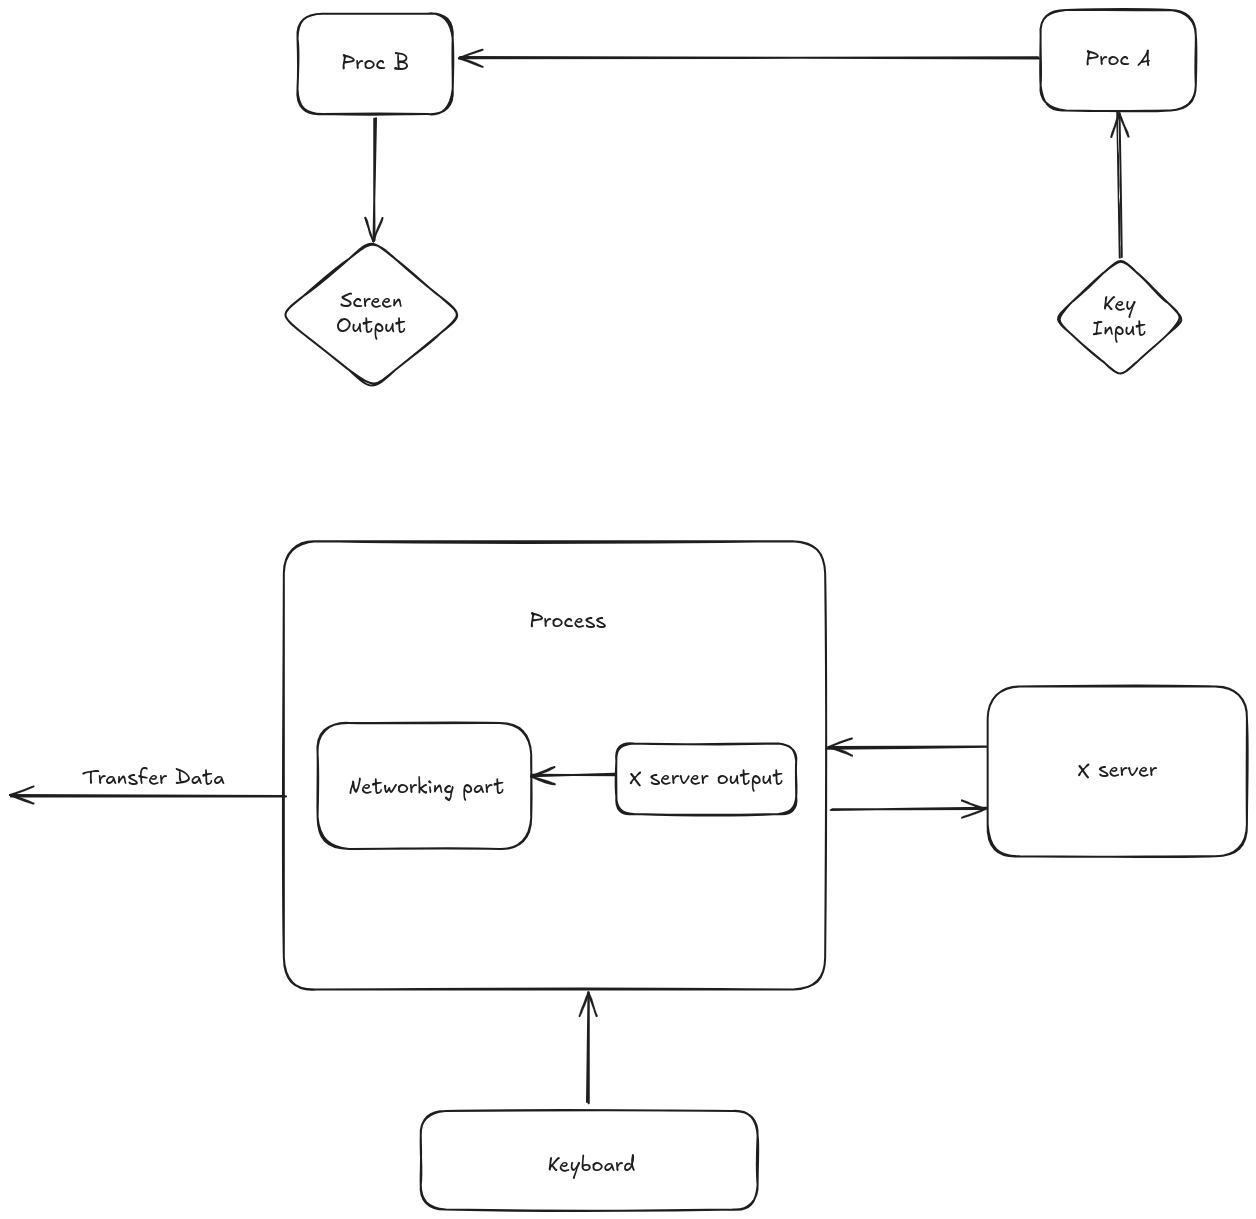 Proc B
Proc A
Screen
Output
Key
Input
Process
Transfer Data
Networking part
X server output
X server
Keyboard